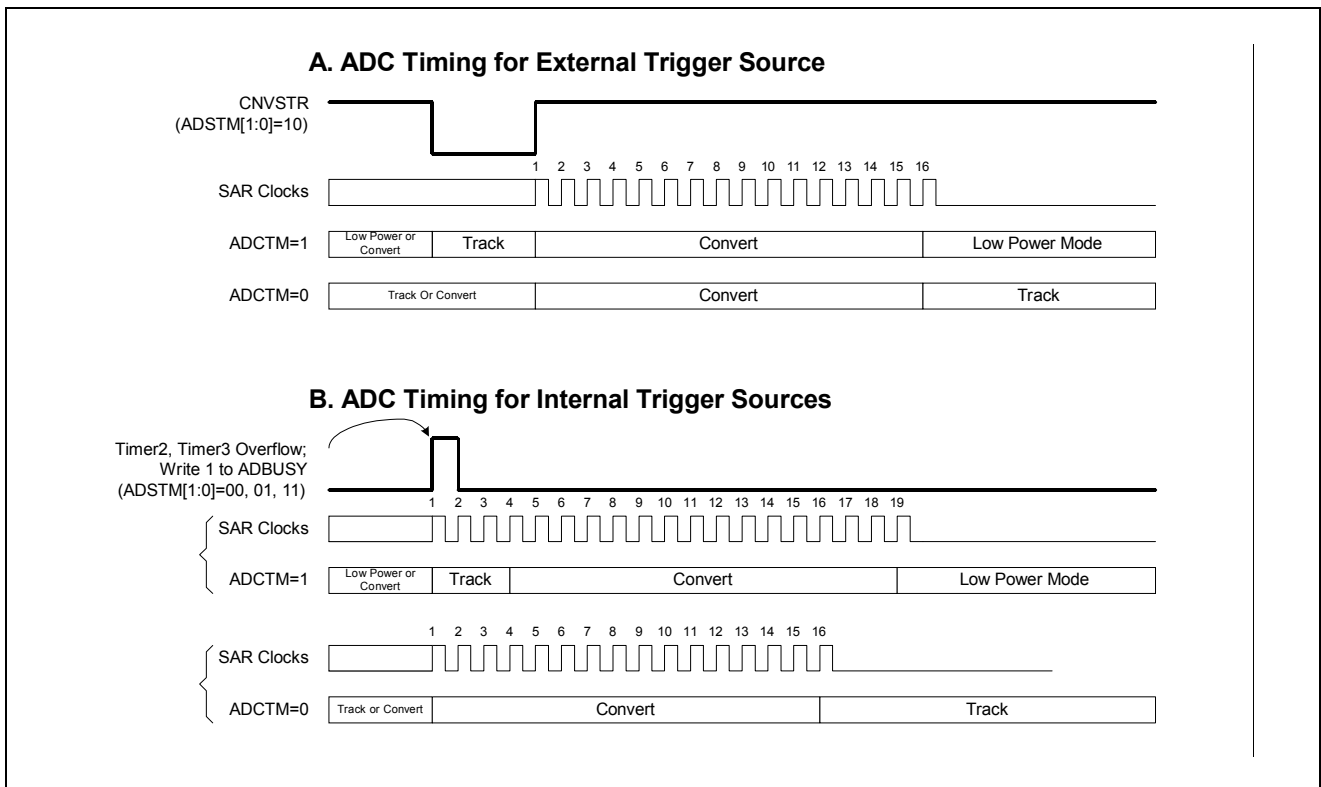 A. ADC Timing for External Trigger Source
CNVSTR
(ADSTM[1:0]=10)
1 2 3 4 5 6 7 8 9 10 11 12 13 14 15 16
SAR Clocks
ADCTM=1
Low Power or
Convert
Track
Convert
Low Power Mode
ADCTM=0
Track Or Convert
Convert
Track
B. ADC Timing for Internal Trigger Sources
Timer2, Timer3 Overflow;
Write 1 to ADBUSY
(ADSTM[1:0]=00, 01, 11)
1 2 3 4 5 6 7 8 9 10 11 12 13 14 15 16 17 18 19
SAR Clocks
ADCTM=1
Low Power or
Convert
Track
Convert
Low Power Mode
1 2 3 4 5 6 7 8 9 10 11 12 13 14 15 16
SAR Clocks
ADCTM=0
Track or Convert
Convert
Track